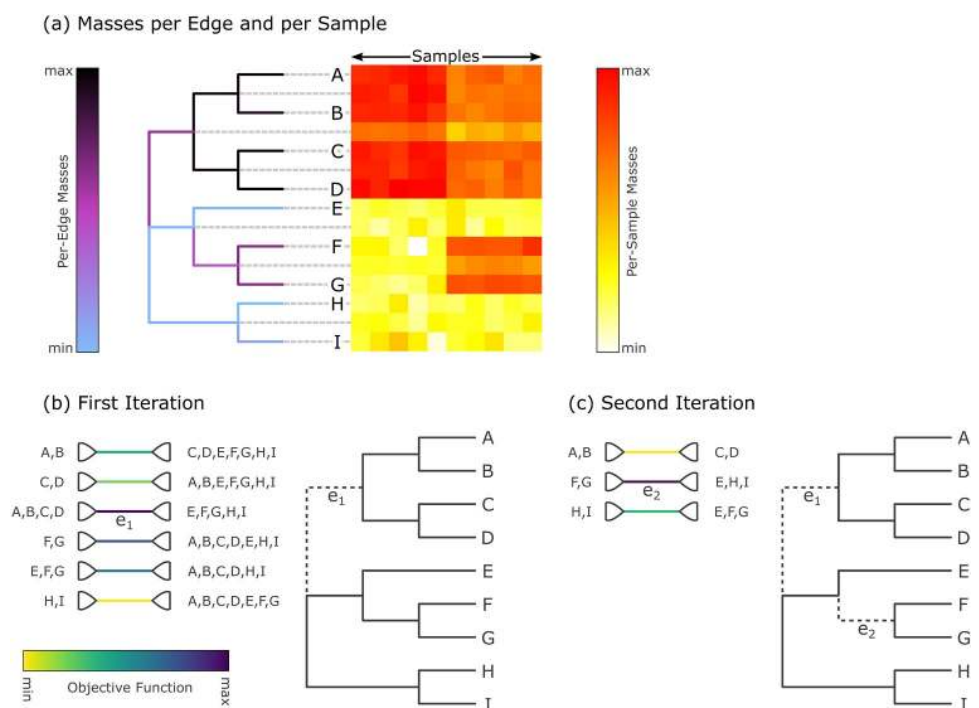 (a) Masses per Edge and per Sample
Samples
max
Per-Edge Masses
min
A
B
C
D
E
F
G
H
I
max
Per-Sample Masses
min
(b) First Iteration
A,B C,D,E,F,G,H,I
C,D A,B,E,F,G,H,I
A,B,C,D E,F,G,H,I
e1
F,G A,B,C,D,E,H,I
E,F,G A,B,C,D,H,I
H,I A,B,C,D,E,F,G
min
Objective Function
max
e1
A
B
C
D
E
F
G
H
I
(c) Second Iteration
A,B C,D
F,G E,H,I
e2
H,I E,F,G
e1
e2
A
B
C
D
E
F
G
H
I